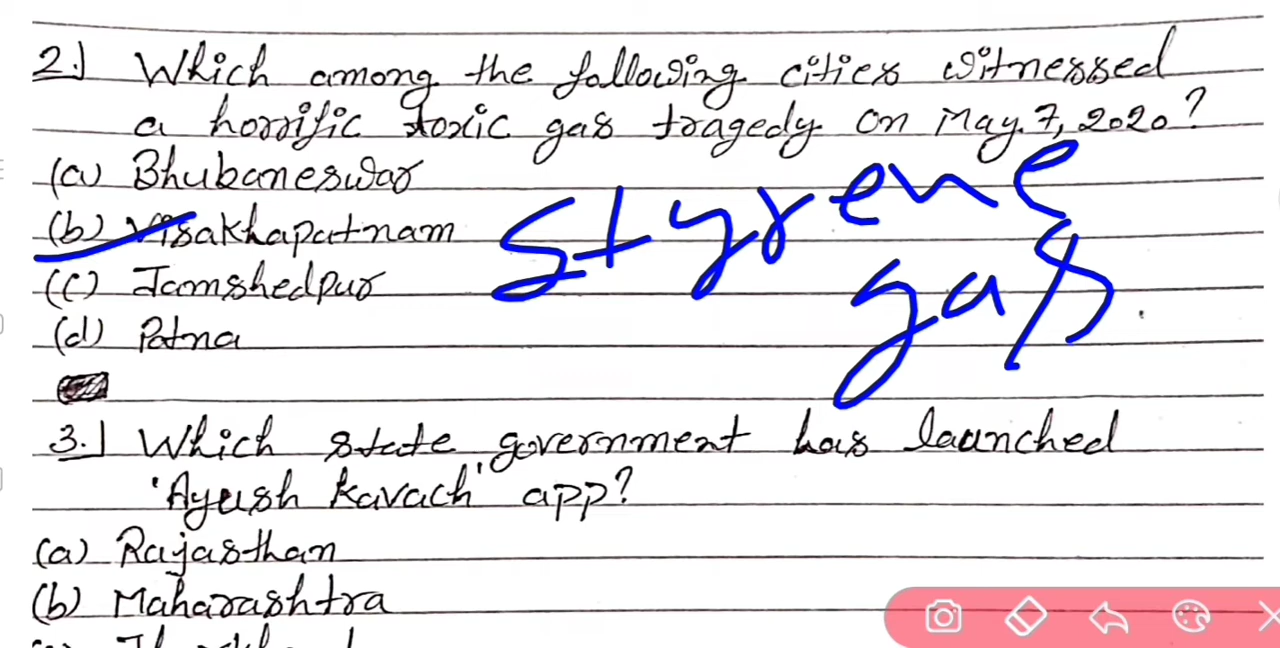 2.) Which among the following cities witnessed
a horrific toxic gas tragedy on May 7, 2020?
(a) Bhubaneswar
(b) Visakhapatnam
styrene
gas
(c) Jamshedpur
(d) Patna
3.) Which state government has launched
'Ayush Kavach' app?
(a) Rajasthan
(b) Maharashtra